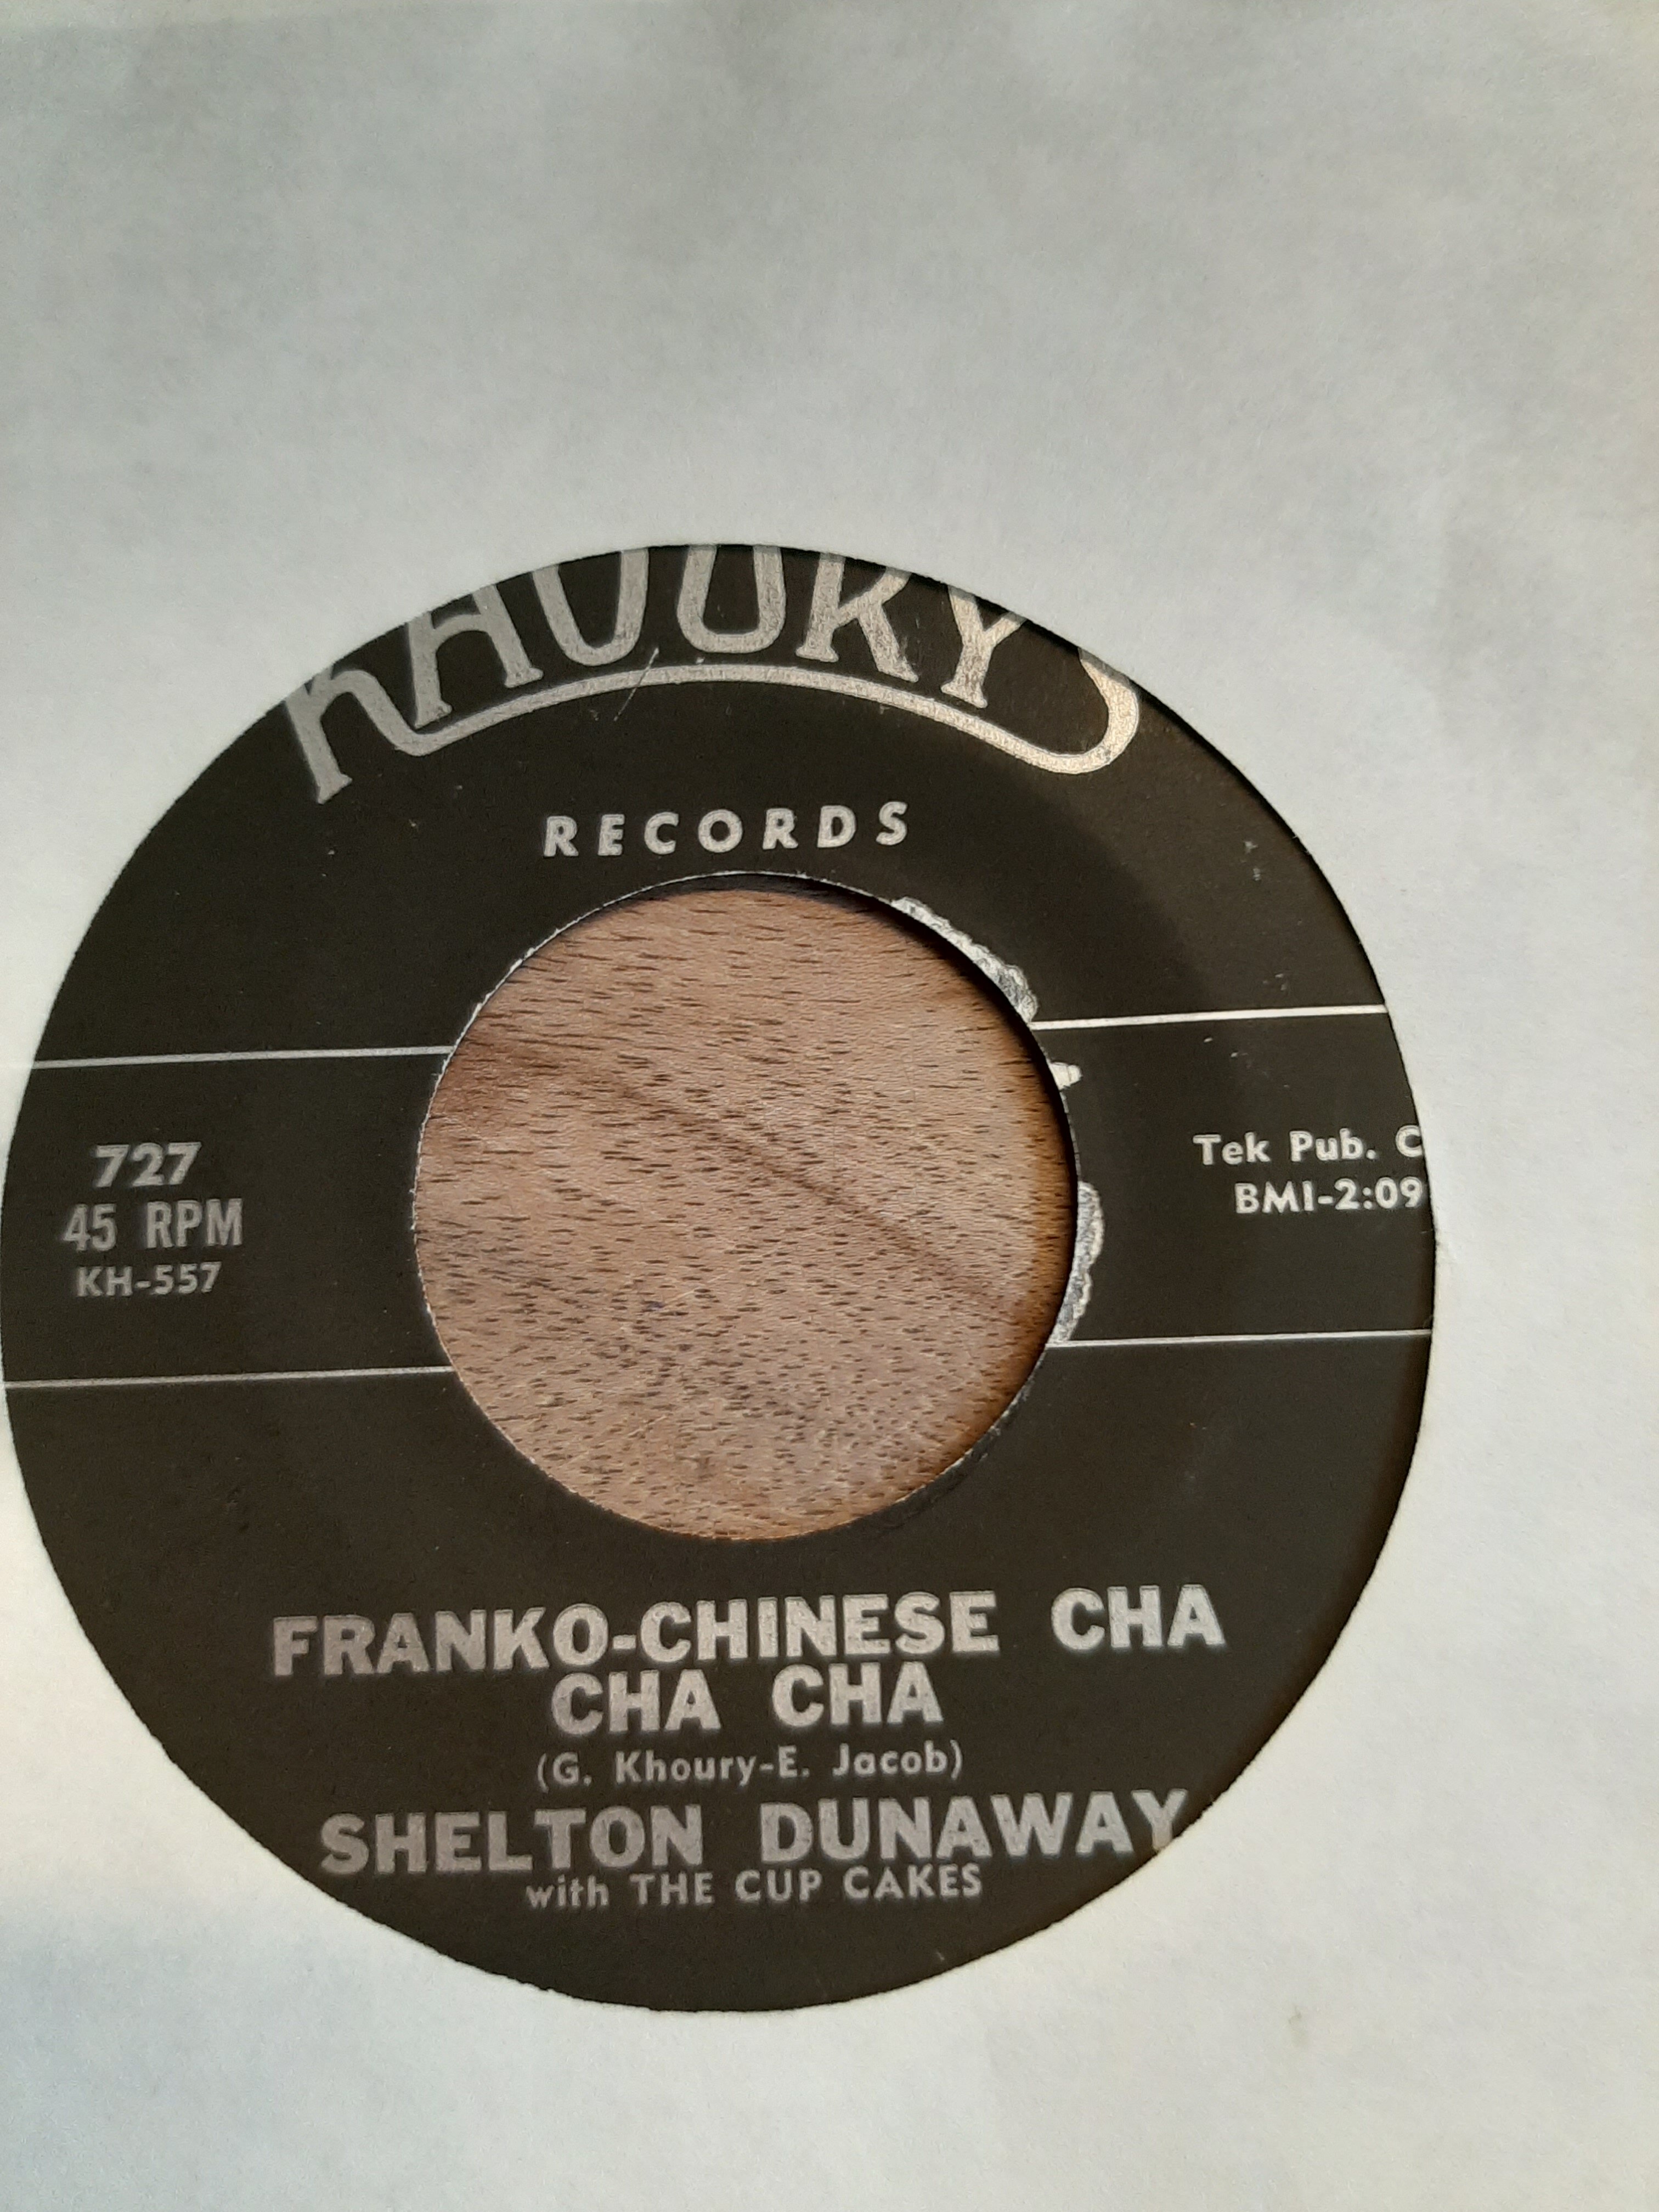 KHOURY'S
RECORDS
727
45 RPM
KH-557
Tek Pub. C
BMI-2:09
FRANKO-CHINESE CHA
CHA CHA
(G. Khoury-E. Jacob)
SHELTON DUNAWAY
with THE CUP CAKES